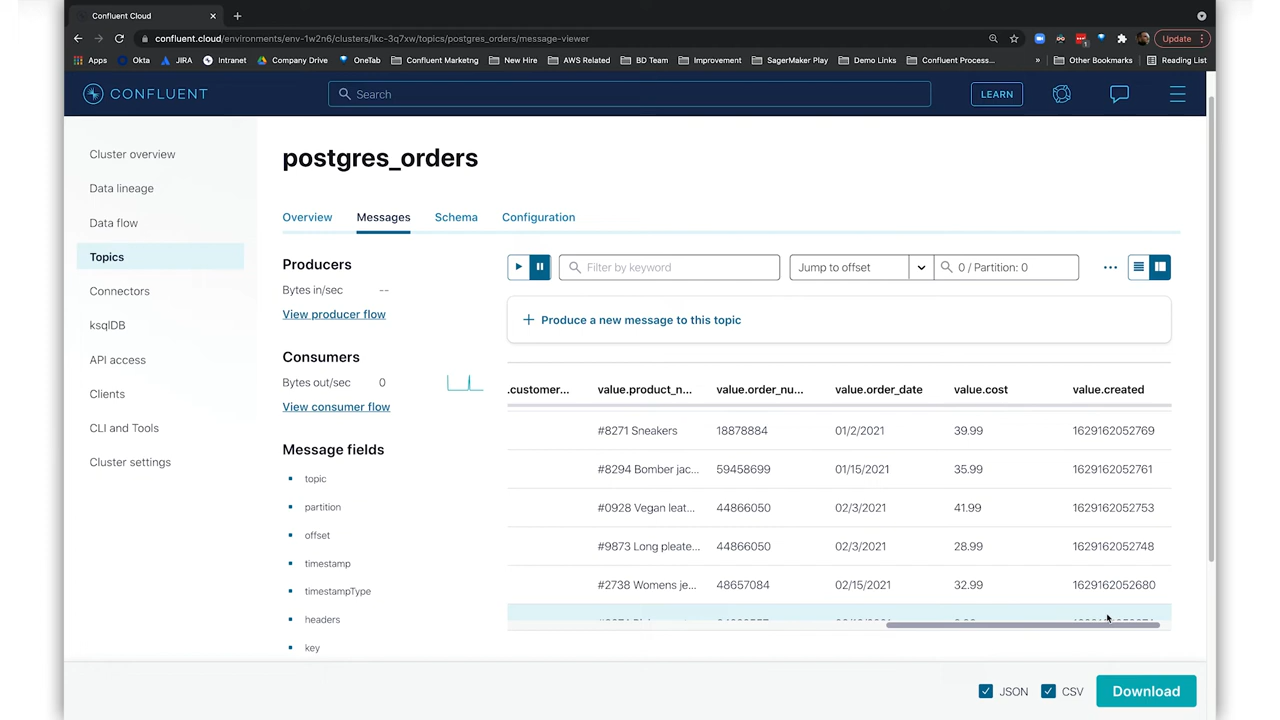 Confluent Cloud
confluent.cloud/environments/env-1w2n6/clusters/lkc-3q7xw/topics/postgres_orders/message-viewer
Update
Apps Okta JIRA Intranet Company Drive OneTab Confluent Marketng New Hire AWS Related BD Team Improvement SagerMaker Play Demo Links Confluent Process... » Other Bookmarks Reading List
CONFLUENT
Search
LEARN
Cluster overview
Data lineage
Data flow
Topics
Connectors
ksqlDB
API access
Clients
CLI and Tools
Cluster settings
postgres_orders
Overview Messages Schema Configuration
Producers
Bytes in/sec --
View producer flow
Consumers
Bytes out/sec 0
View consumer flow
Message fields
topic
partition
offset
timestamp
timestampType
headers
key
Filter by keyword
Jump to offset
0 / Partition: 0
+ Produce a new message to this topic
.customer... value.product_n... value.order_nu... value.order_date value.cost value.created
#8271 Sneakers 18878884 01/2/2021 39.99 1629162052769
#8294 Bomber jac... 59458699 01/15/2021 35.99 1629162052761
#0928 Vegan leat... 44866050 02/3/2021 41.99 1629162052753
#9873 Long pleate... 44866050 02/3/2021 28.99 1629162052748
#2738 Womens je... 48657084 02/15/2021 32.99 1629162052680
JSON CSV Download